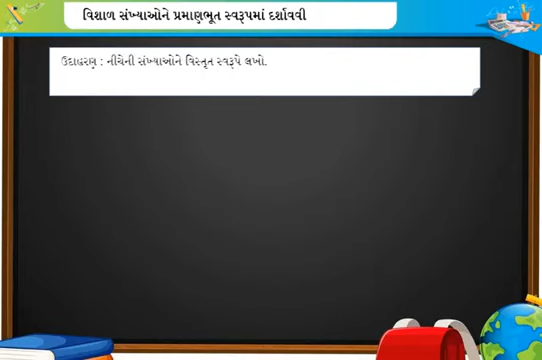 વિશાળ સંખ્યાઓને પ્રમાણભૂત સ્વરૂપમાં દર્શાવવી
ઉદાહરણ : નીચેની સંખ્યાઓને વિસ્તૃત સ્વરૂપે લખો.